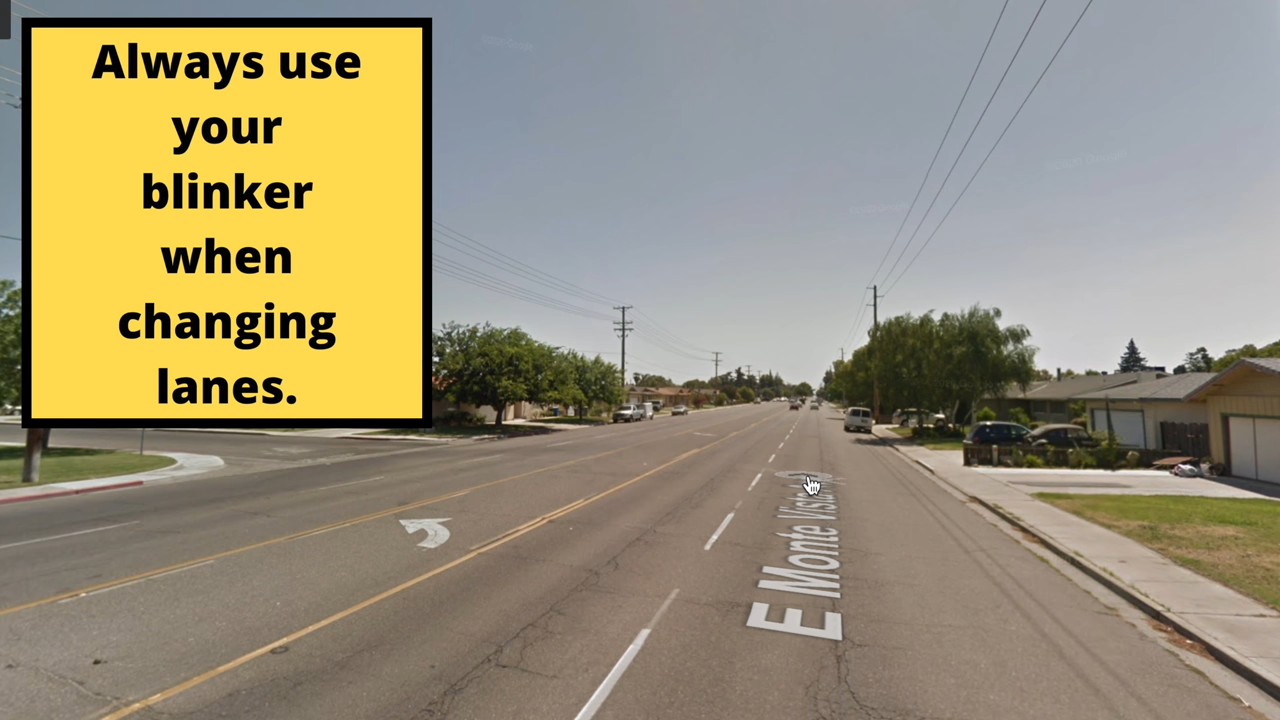 Always use
your
blinker
when
changing
lanes.
E Monte Vista